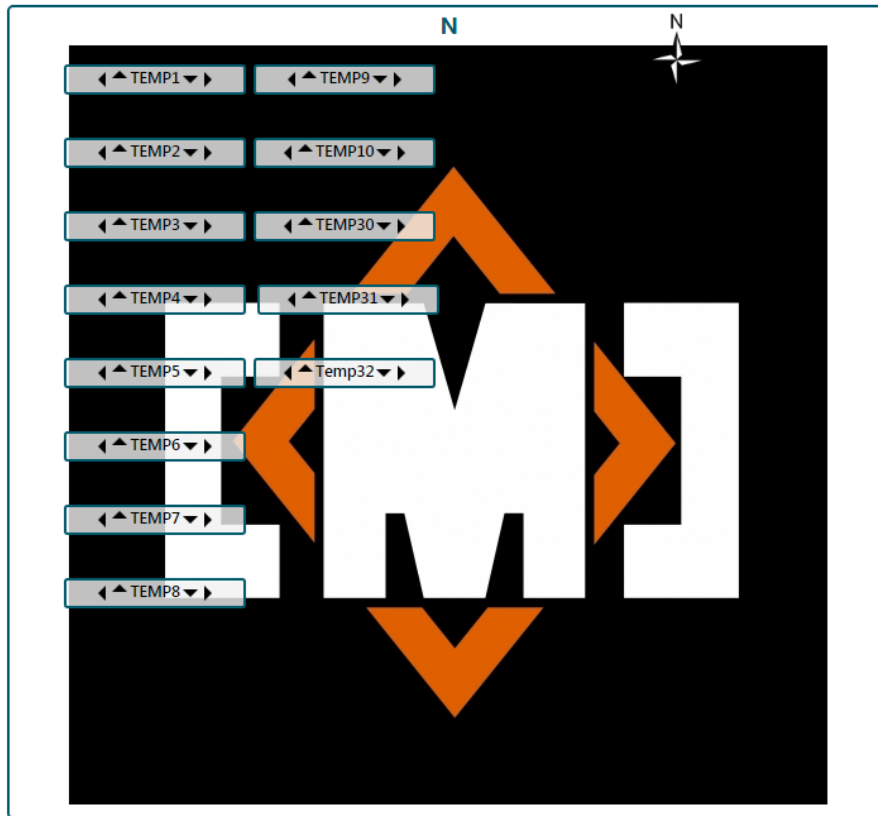 N
N
TEMP1 TEMP9
TEMP2 TEMP10
TEMP3 TEMP30
TEMP4 TEMP31
TEMP5 Temp32
TEMP6
TEMP7
TEMP8
M